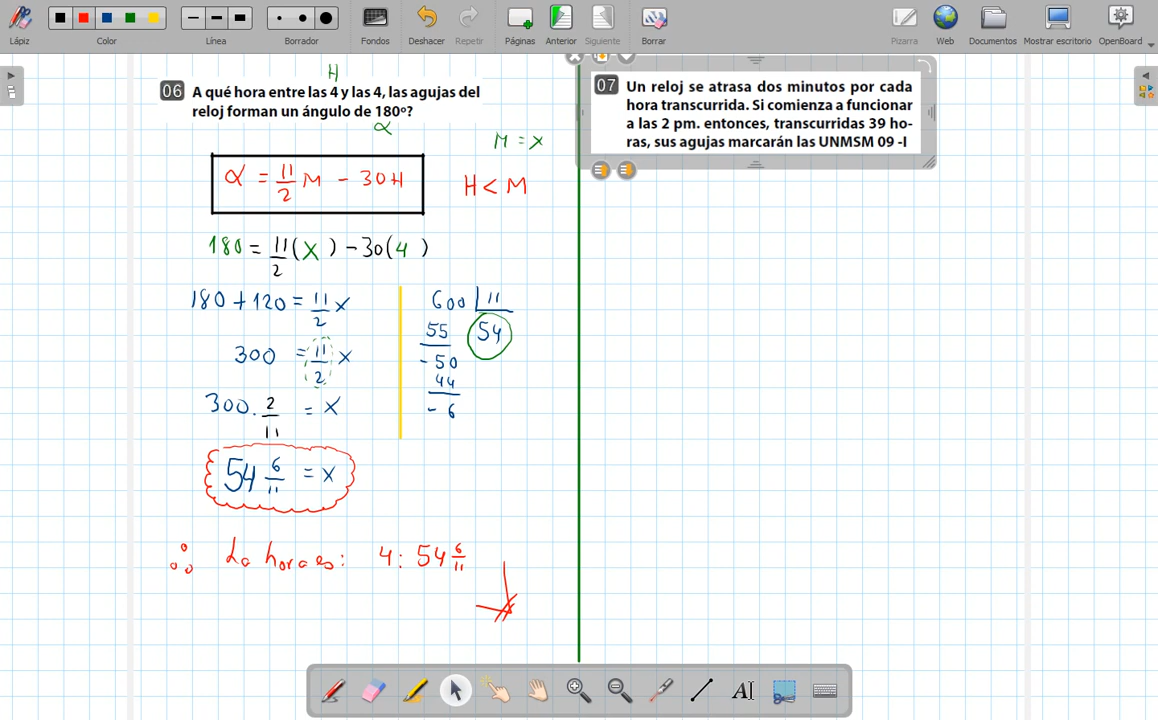 Lápiz
Color
Línea
Borrador
Fondos
Deshacer
Repetir
Páginas
Anterior
Siguiente
Borrar
Pizarra
Web
Documentos
Mostrar escritorio
OpenBoard
H
06 A qué hora entre las 4 y las 4, las agujas del
reloj forman un ángulo de 180º?
α
M = x
α = 11/2 M - 30H
H < M
180 = 11/2 ( x ) - 30( 4 )
180 + 120 = 11/2 x
300 = 11/2 x
300. 2/11 = x
54 6/11 = x
600 11
55 54
- 50
44
- 6
∴ La hora es: 4: 54 6/11
07 Un reloj se atrasa dos minutos por cada
hora transcurrida. Si comienza a funcionar
a las 2 pm. entonces, transcurridas 39 ho-
ras, sus agujas marcarán las UNMSM 09 -I